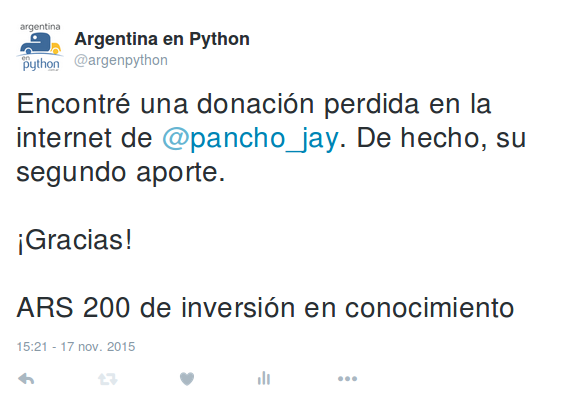 argentina
en
python
Argentina en Python
@argenpython
Encontré una donación perdida en la
internet de @pancho_jay. De hecho, su
segundo aporte.
¡Gracias!
ARS 200 de inversión en conocimiento
15:21 - 17 nov. 2015